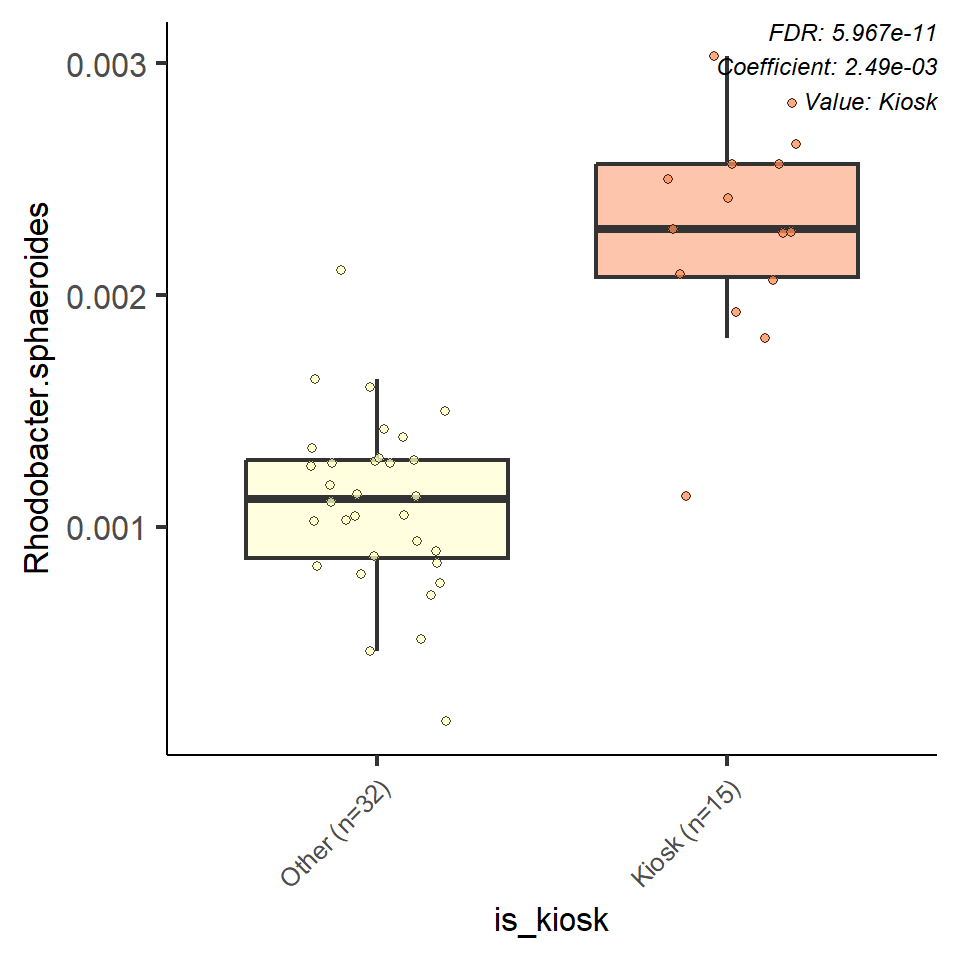 FDR: 5.967e-11
Coefficient: 2.49e-03
Value: Kiosk
0.003
0.002
0.001
Rhodobacter.sphaeroides
Other (n=32)
Kiosk (n=15)
is_kiosk